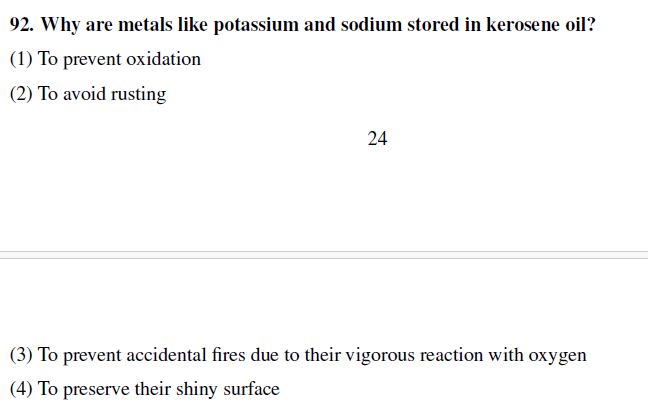 92. Why are metals like potassium and sodium stored in kerosene oil?
(1) To prevent oxidation
(2) To avoid rusting
24
(3) To prevent accidental fires due to their vigorous reaction with oxygen
(4) To preserve their shiny surface